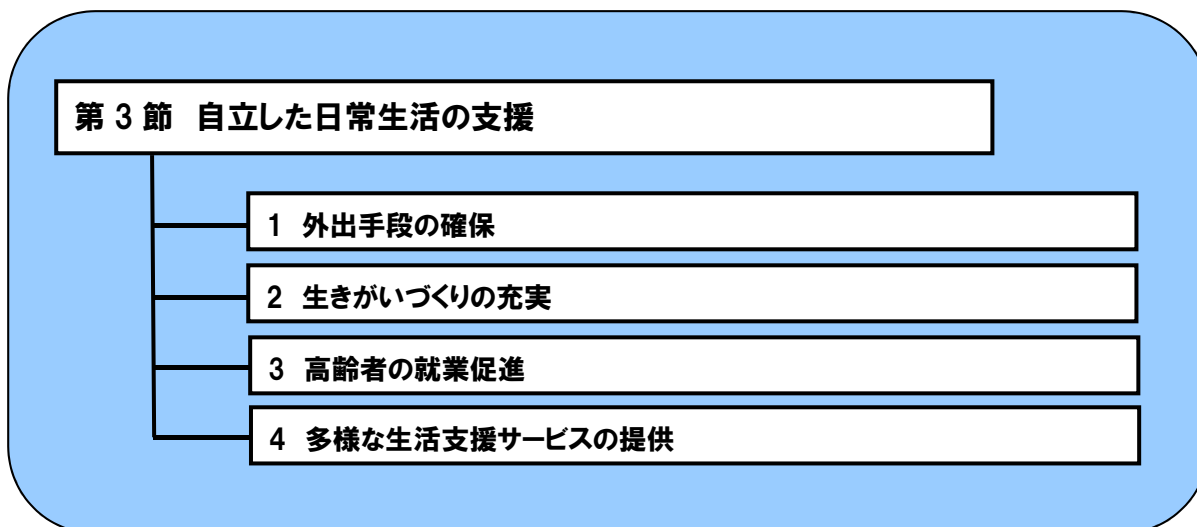 第 3 節　自立した日常生活の支援
1　外出手段の確保
2　生きがいづくりの充実
3　高齢者の就業促進
4　多様な生活支援サービスの提供